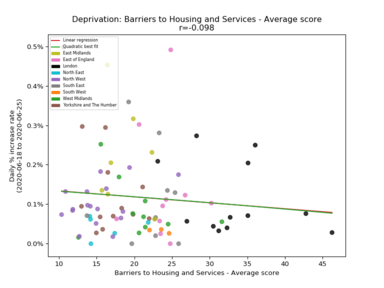 Deprivation: Barriers to Housing and Services - Average score
r=-0.098
Daily % increase rate
(2020-06-18 to 2020-06-25)
0.5%
0.4%
0.3%
0.2%
0.1%
0.0%
Linear regression
Quadratic best fit
East Midlands
East of England
London
North East
North West
South East
South West
West Midlands
Yorkshire and The Humber
10
15
20
25
30
35
40
45
Barriers to Housing and Services - Average score